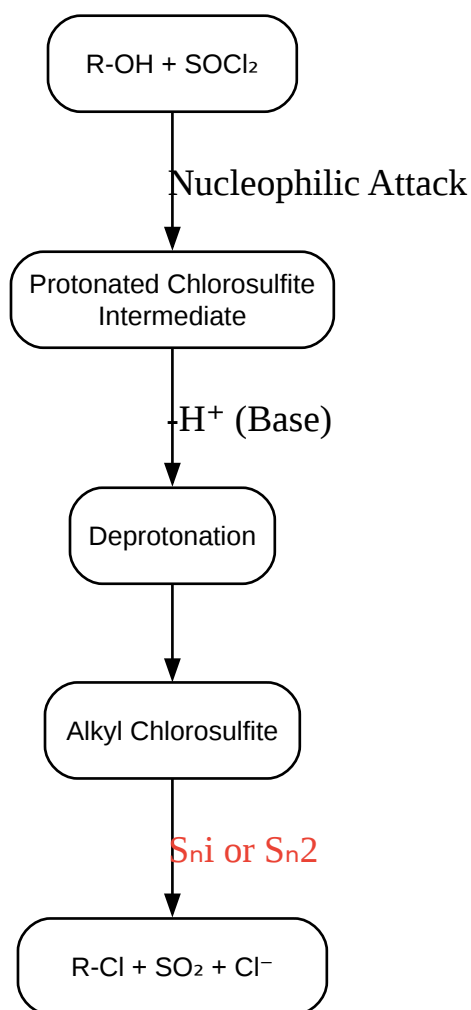 R-OH + SOCl₂
Nucleophilic Attack
Protonated Chlorosulfite
Intermediate
-H⁺ (Base)
Deprotonation
Alkyl Chlorosulfite
Sₙi or Sₙ2
R-Cl + SO₂ + Cl⁻